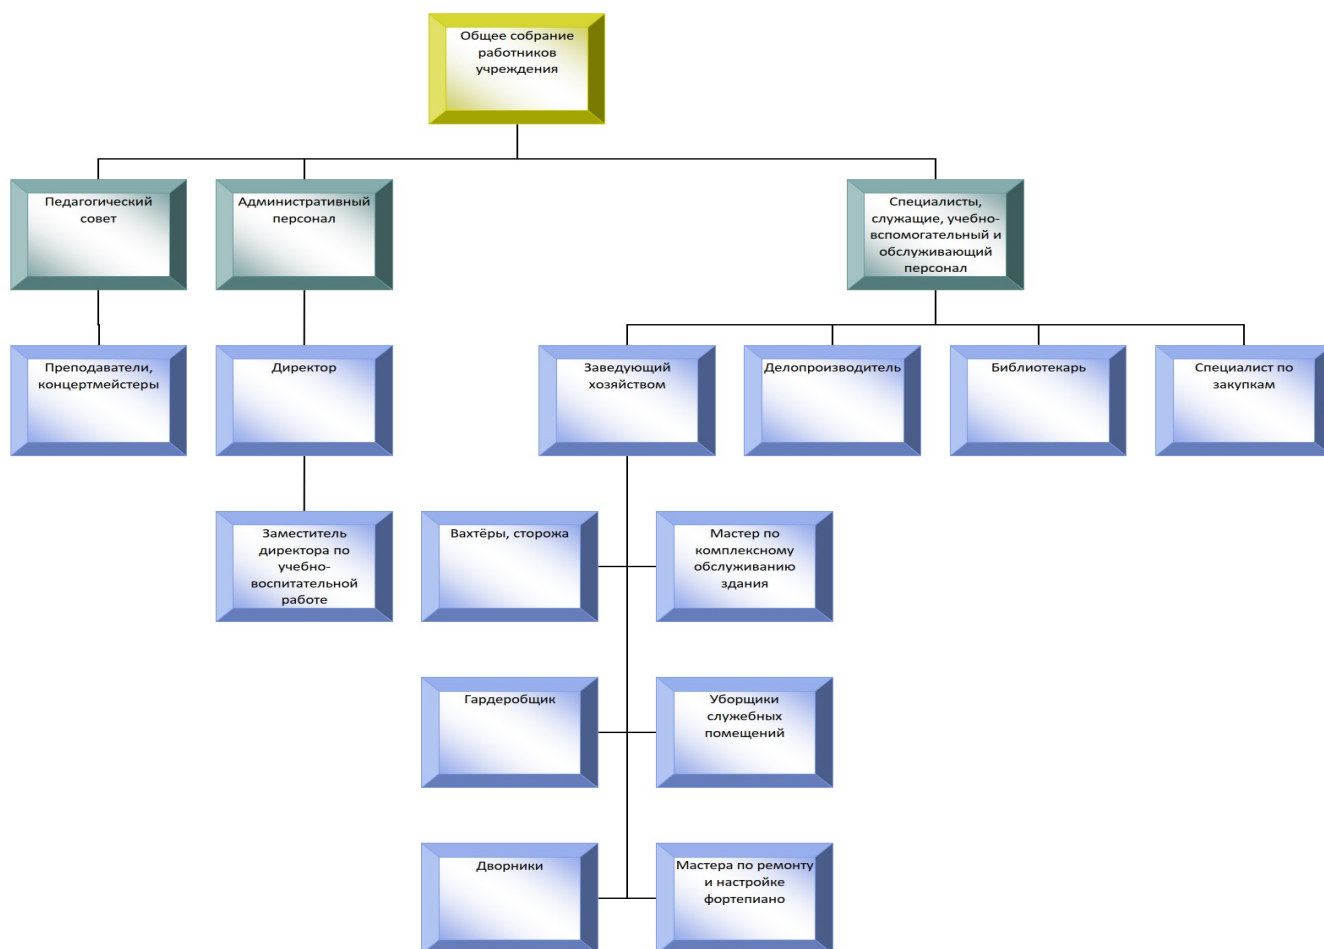 Общее собрание
работников
учреждения
Педагогический
совет
Административный
персонал
Специалисты,
служащие, учебно-
вспомогательный и
обслуживающий
персонал
Преподаватели,
концертмейстеры
Директор
Заведующий
хозяйством
Делопроизводитель
Библиотекарь
Специалист по
закупкам
Заместитель
директора по
учебно-
воспитательной
работе
Вахтёры, сторожа
Мастер по
комплексному
обслуживанию
здания
Гардеробщик
Уборщики
служебных
помещений
Дворники
Мастера по ремонту
и настройке
фортепиано